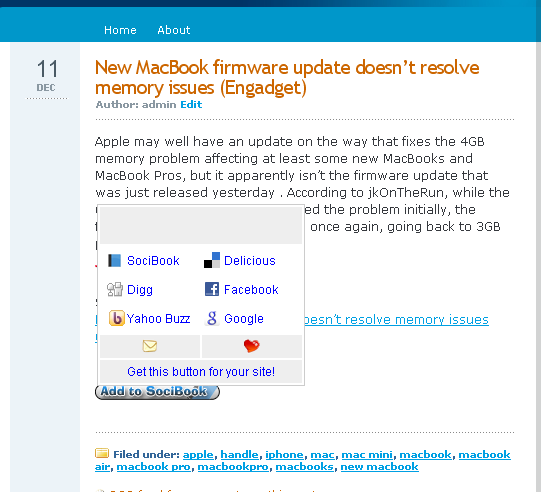 Home About
11
DEC
New MacBook firmware update doesn't resolve
memory issues (Engadget)
Author: admin Edit
Apple may well have an update on the way that fixes the 4GB
memory problem affecting at least some new MacBooks and
MacBook Pros, but it apparently isn't the firmware update that
was just released yesterday . According to jkOnTheRun, while the
ed the problem initially, the
once again, going back to 3GB
SociBook Delicious
Digg Facebook
Yahoo Buzz Google
oesn't resolve memory issues
Get this button for your site!
Add to SociBook
Filed under: apple, handle, iphone, mac, mac mini, macbook, macbook
air, macbook pro, macbookpro, macbooks, new macbook